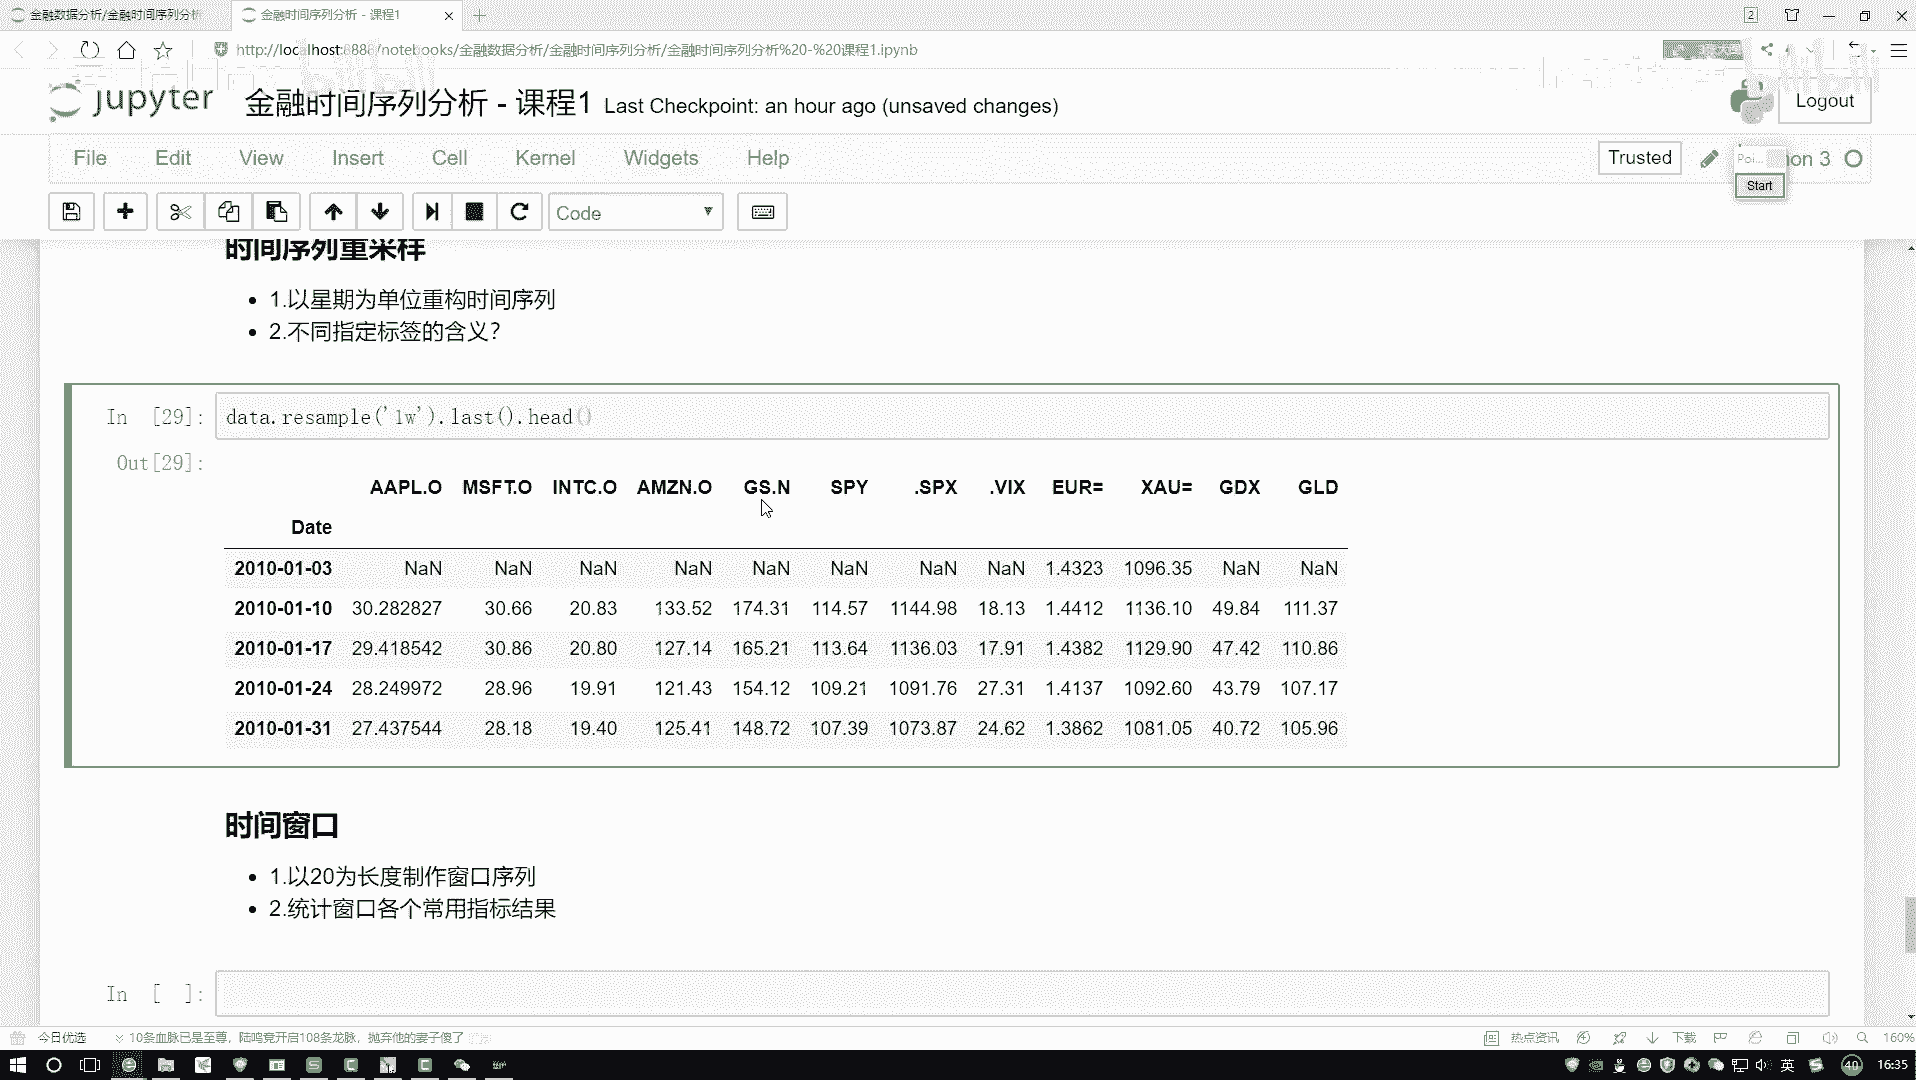 金融数据分析/金融时间序列分析
金融时间序列分析 - 课程1
2
http://localhost:8888/notebooks/金融数据分析/金融时间序列分析/金融时间序列分析%20-%20课程1.ipynb
bilibili
jupyter
金融时间序列分析 - 课程1 Last Checkpoint: an hour ago (unsaved changes)
Logout
File Edit View Insert Cell Kernel Widgets Help
Trusted
Poi...
on 3
Start
Code
时间序列重采样
1.以星期为单位重构时间序列
2.不同指定标签的含义?
In [29]: data.resample('1w').last().head()
Out[29]:
AAPL.O MSFT.O INTC.O AMZN.O GS.N SPY .SPX .VIX EUR= XAU= GDX GLD
Date
2010-01-03 NaN NaN NaN NaN NaN NaN NaN NaN 1.4323 1096.35 NaN NaN
2010-01-10 30.282827 30.66 20.83 133.52 174.31 114.57 1144.98 18.13 1.4412 1136.10 49.84 111.37
2010-01-17 29.418542 30.86 20.80 127.14 165.21 113.64 1136.03 17.91 1.4382 1129.90 47.42 110.86
2010-01-24 28.249972 28.96 19.91 121.43 154.12 109.21 1091.76 27.31 1.4137 1092.60 43.79 107.17
2010-01-31 27.437544 28.18 19.40 125.41 148.72 107.39 1073.87 24.62 1.3862 1081.05 40.72 105.96
时间窗口
1.以20为长度制作窗口序列
2.统计窗口各个常用指标结果
In [ ]:
今日优选
10条血脉已是至尊，陆鸣竟开启108条龙脉，抛弃他的妻子傻了
热点资讯
下载
160%
英
40
16:35